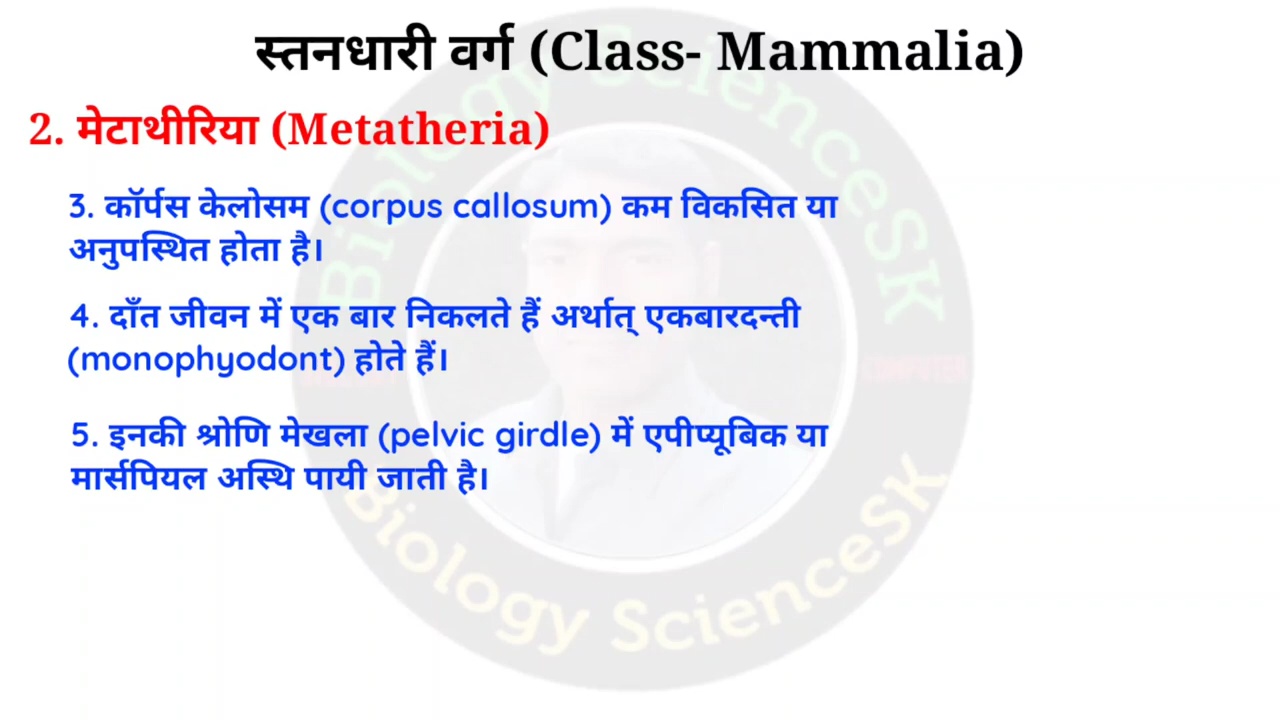 स्तनधारी वर्ग (Class- Mammalia)
2. मेटाथीरिया (Metatheria)
3. कॉर्पस केलोसम (corpus callosum) कम विकसित या
अनुपस्थित होता है।
4. दाँत जीवन में एक बार निकलते हैं अर्थात् एकबारदन्ती
(monophyodont) होते हैं।
5. इनकी श्रोणि मेखला (pelvic girdle) में एपीप्यूबिक या
मार्सपियल अस्थि पायी जाती है।
Biology ScienceSK
COMPUTER
Biology ScienceSK